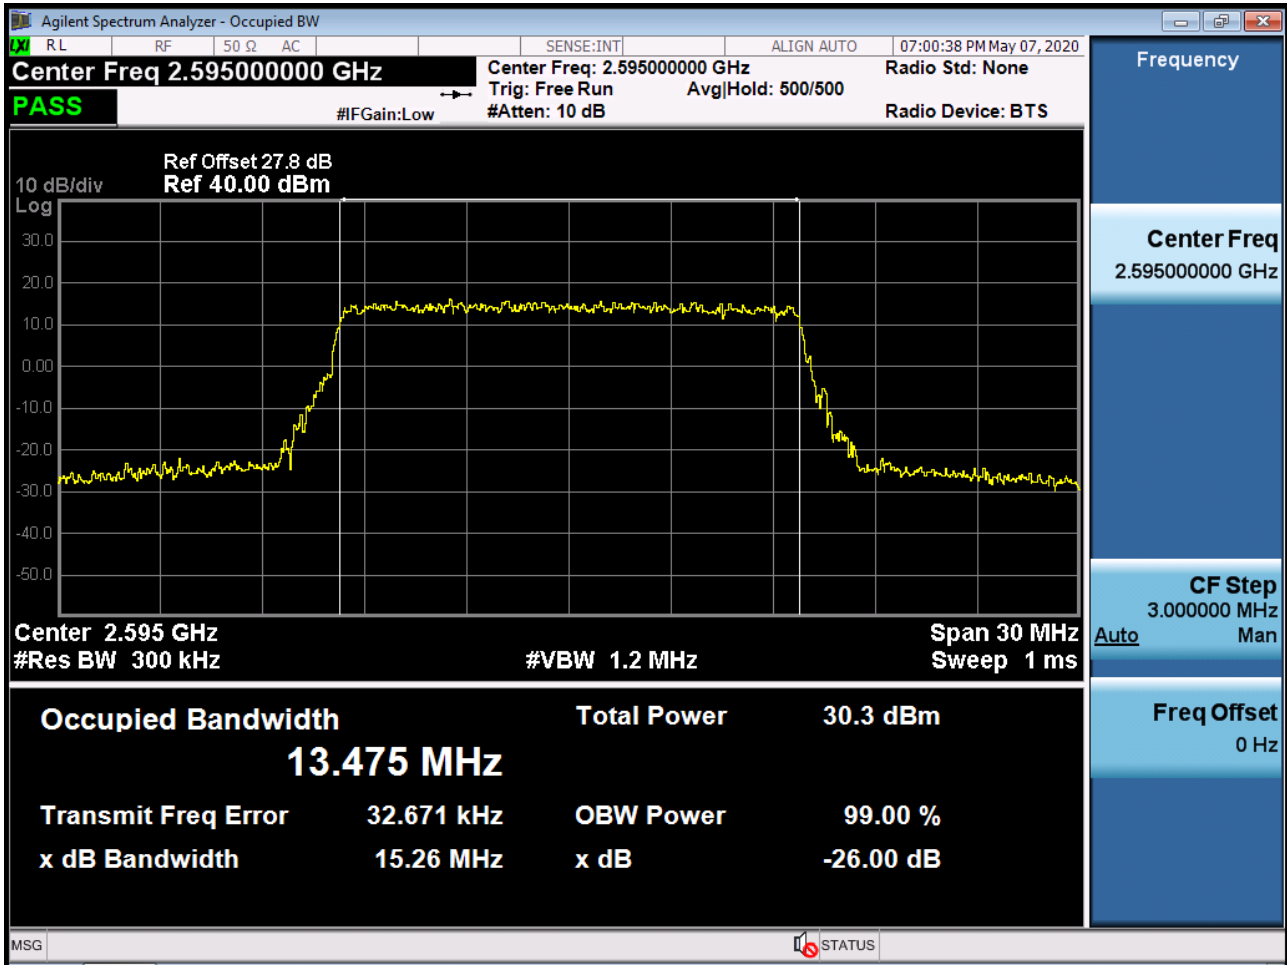 Agilent Spectrum Analyzer - Occupied BW
LXI RL RF 50 Ω AC SENSE:INT ALIGN AUTO 07:00:38 PM May 07, 2020
Center Freq 2.595000000 GHz
PASS
#IFGain:Low
Center Freq: 2.595000000 GHz
Trig: Free Run Avg|Hold: 500/500
#Atten: 10 dB
Radio Std: None
Radio Device: BTS
Ref Offset 27.8 dB
10 dB/div Ref 40.00 dBm
Log
30.0
20.0
10.0
0.00
-10.0
-20.0
-30.0
-40.0
-50.0
Center 2.595 GHz Span 30 MHz
#Res BW 300 kHz #VBW 1.2 MHz Sweep 1 ms
Occupied Bandwidth Total Power 30.3 dBm
13.475 MHz
Transmit Freq Error 32.671 kHz OBW Power 99.00 %
x dB Bandwidth 15.26 MHz x dB -26.00 dB
MSG STATUS
Frequency
Center Freq
2.595000000 GHz
CF Step
3.000000 MHz
Auto Man
Freq Offset
0 Hz